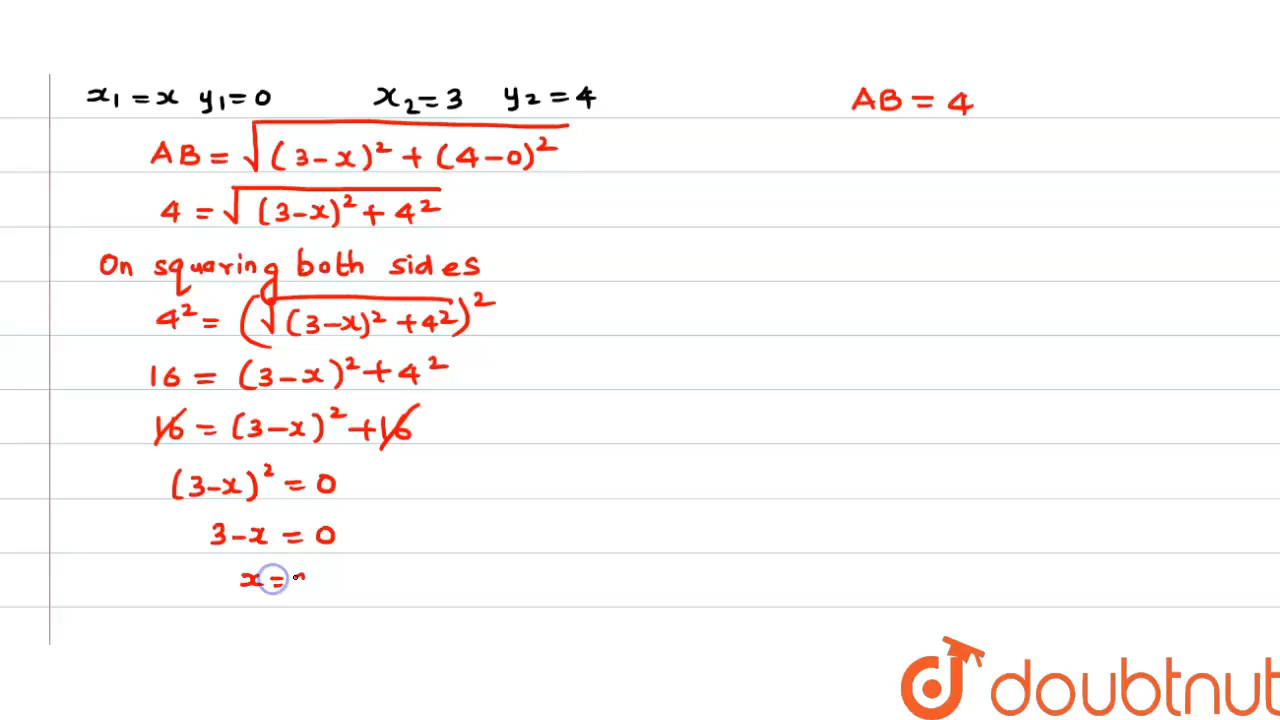 x₁ = x y₁ = 0 x₂ = 3 y₂ = 4
AB = 4
AB = √((3-x)² + (4-0)²)
4 = √((3-x)² + 4²)
On squaring both sides
4² = (√((3-x)² + 4²))²
16 = (3-x)² + 4²
16 = (3-x)² + 16
(3-x)² = 0
3-x = 0
x =
doubtnut